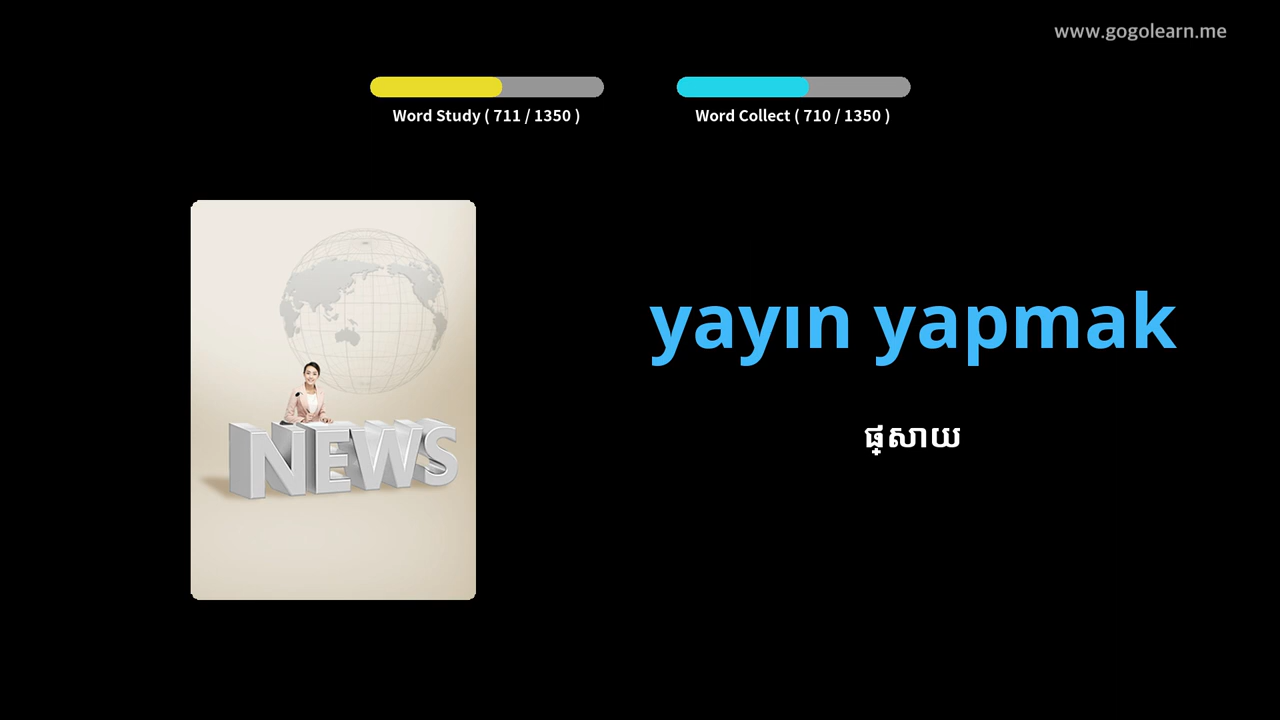 www.gogolearn.me
Word Study ( 711 / 1350 )
Word Collect ( 710 / 1350 )
NEWS
yayın yapmak
ផ្សាយ